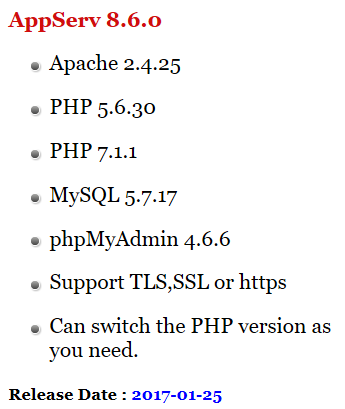 AppServ 8.6.0
Apache 2.4.25
PHP 5.6.30
PHP 7.1.1
MySQL 5.7.17
phpMyAdmin 4.6.6
Support TLS,SSL or https
Can switch the PHP version as
you need.
Release Date : 2017-01-25